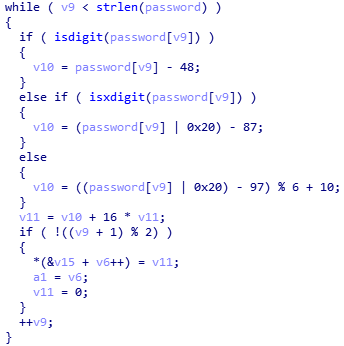 while ( v9 < strlen(password) )
{
if ( isdigit(password[v9]) )
{
v10 = password[v9] - 48;
}
else if ( isxdigit(password[v9]) )
{
v10 = (password[v9] | 0x20) - 87;
}
else
{
v10 = ((password[v9] | 0x20) - 97) % 6 + 10;
}
v11 = v10 + 16 * v11;
if ( !((v9 + 1) % 2) )
{
*(&v15 + v6++) = v11;
a1 = v6;
v11 = 0;
}
++v9;
}